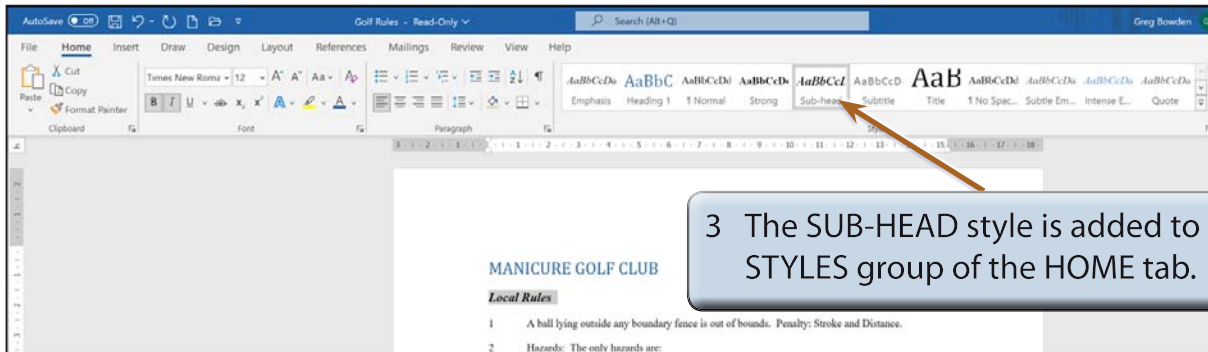 AutoSave Off Golf Rules - Read-Only Search (Alt+Q) Greg Bowden
File Home Insert Draw Design Layout References Mailings Review View Help
Cut
Copy
Paste
Format Painter
Times New Roma 12
AaBbCcDa AaBbC AaBbCcDd AaBbCcDc AaBbCcL AaBbCcD AaB AaBbCcDd AaBbCcDa AaBbCcDa AaBbCcDa
Emphasis Heading 1 ¶ Normal Strong Sub-head Subtitle Title ¶ No Spac... Subtle Em... Intense E... Quote
Clipboard Font Paragraph
3 The SUB-HEAD style is added to
STYLES group of the HOME tab.
MANICURE GOLF CLUB
Local Rules
1 A ball lying outside any boundary fence is out of bounds. Penalty: Stroke and Distance.
2 Hazards: The only hazards are: